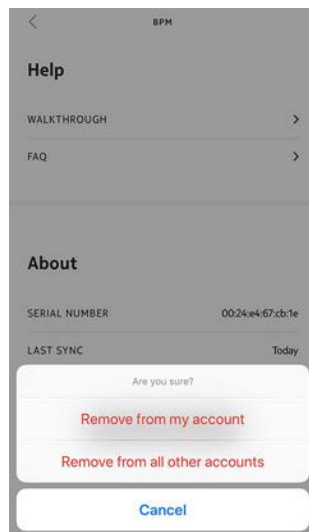 BPM
Help
WALKTHROUGH
FAQ
About
SERIAL NUMBER 00:24:e4:67:cb:1e
LAST SYNC Today
Are you sure?
Remove from my account
Remove from all other accounts
Cancel